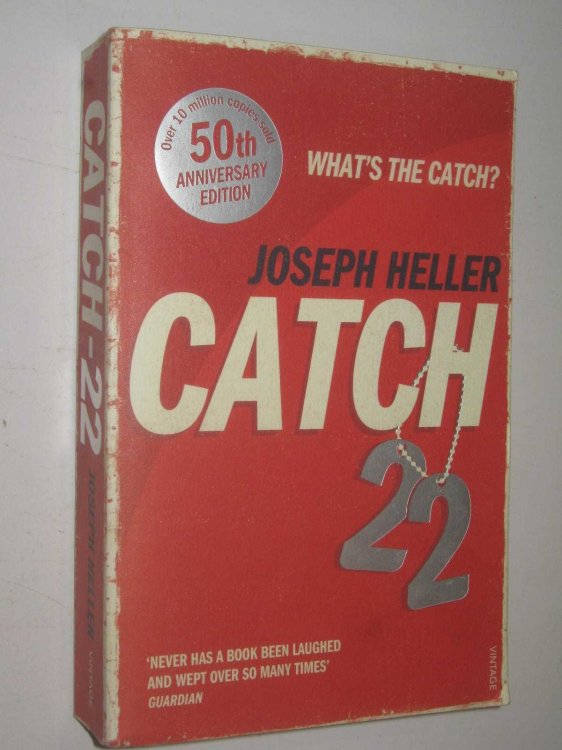 CATCH-22 JOSEPH HELLER VINTAGE
Over 10 million copies sold
50th
ANNIVERSARY
EDITION
WHAT'S THE CATCH?
JOSEPH HELLER
CATCH
22
'NEVER HAS A BOOK BEEN LAUGHED
AND WEPT OVER SO MANY TIMES'
GUARDIAN
VINTAGE